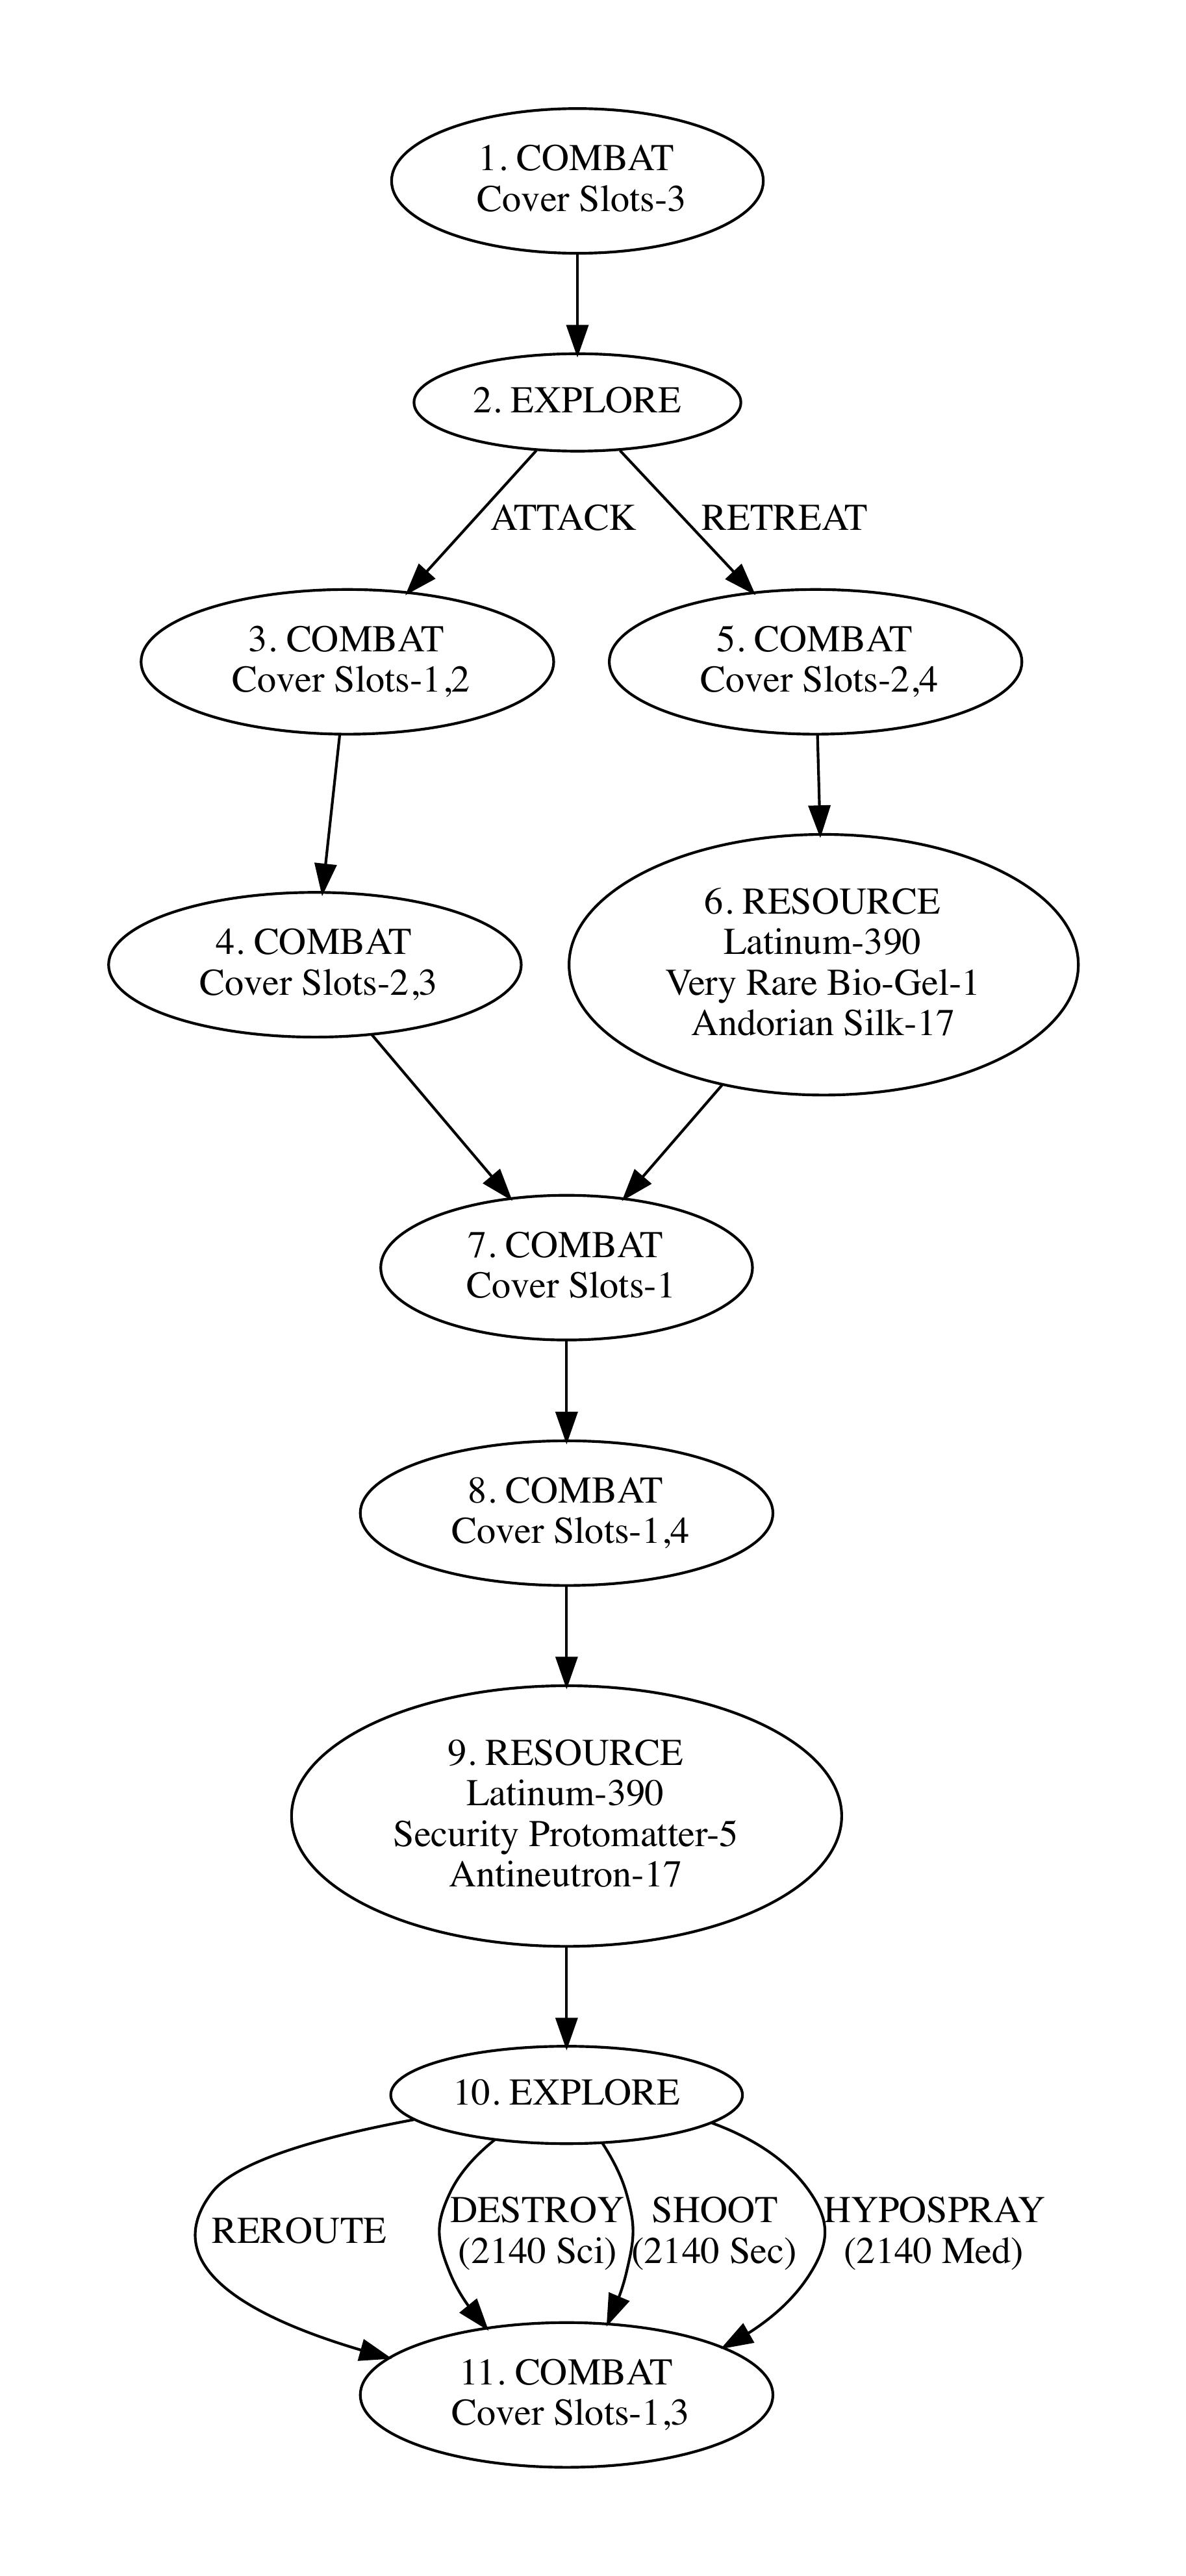 1. COMBAT
Cover Slots-3
2. EXPLORE
ATTACK
RETREAT
3. COMBAT
Cover Slots-1,2
5. COMBAT
Cover Slots-2,4
4. COMBAT
Cover Slots-2,3
6. RESOURCE
Latinum-390
Very Rare Bio-Gel-1
Andorian Silk-17
7. COMBAT
Cover Slots-1
8. COMBAT
Cover Slots-1,4
9. RESOURCE
Latinum-390
Security Protomatter-5
Antineutron-17
10. EXPLORE
REROUTE
DESTROY
(2140 Sci)
SHOOT
(2140 Sec)
HYPOSPRAY
(2140 Med)
11. COMBAT
Cover Slots-1,3